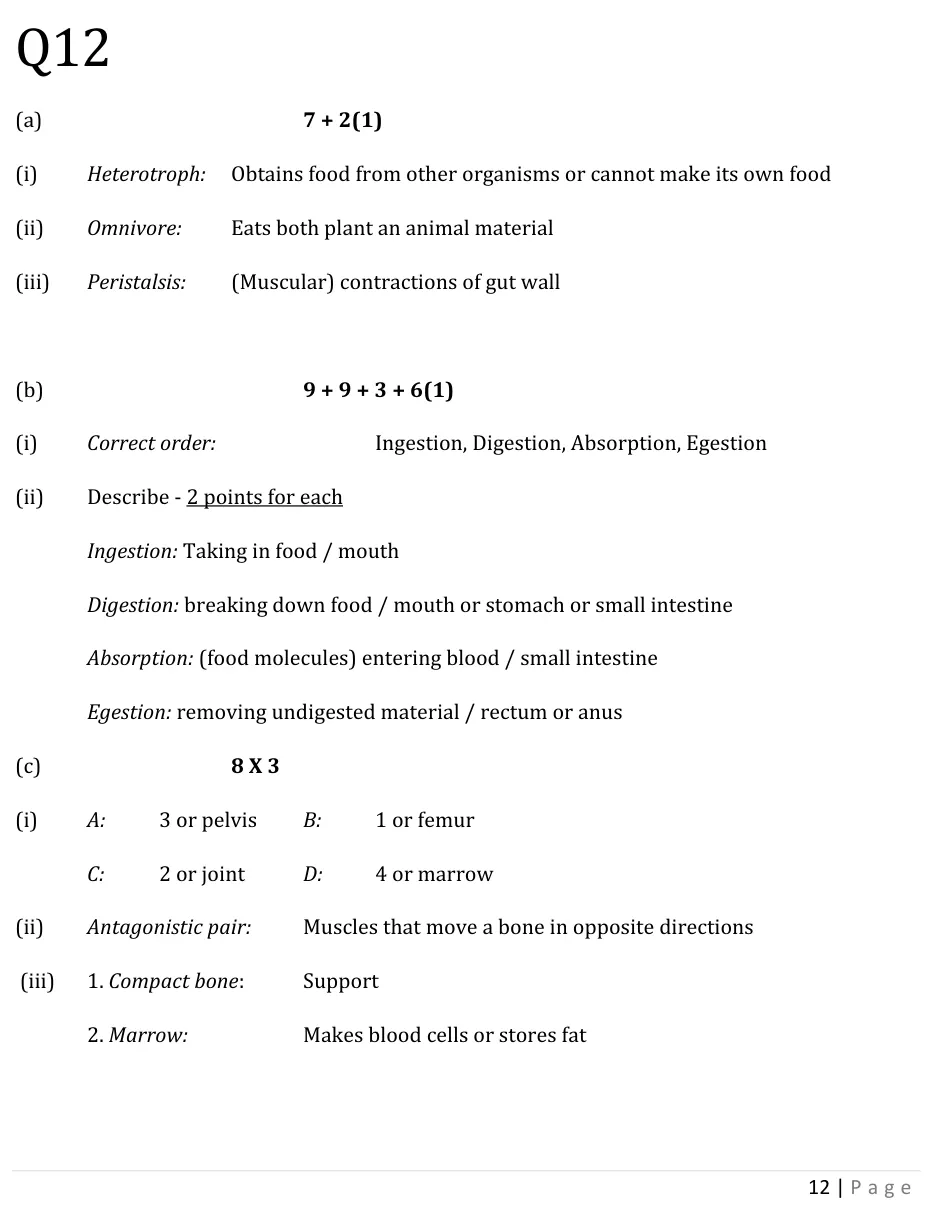 Q12
(a) 7 + 2(1)
(i) Heterotroph: Obtains food from other organisms or cannot make its own food
(ii) Omnivore: Eats both plant an animal material
(iii) Peristalsis: (Muscular) contractions of gut wall
(b) 9 + 9 + 3 + 6(1)
(i) Correct order: Ingestion, Digestion, Absorption, Egestion
(ii) Describe - 2 points for each
Ingestion: Taking in food / mouth
Digestion: breaking down food / mouth or stomach or small intestine
Absorption: (food molecules) entering blood / small intestine
Egestion: removing undigested material / rectum or anus
(c) 8 X 3
(i) A: 3 or pelvis B: 1 or femur
C: 2 or joint D: 4 or marrow
(ii) Antagonistic pair: Muscles that move a bone in opposite directions
(iii) 1. Compact bone: Support
2. Marrow: Makes blood cells or stores fat
12 | P a g e